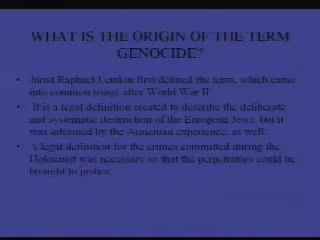 WHAT IS THE ORIGIN OF THE TERM
GENOCIDE?
• Jurist Raphael Lemkin first defined the term, which came
into common usage after World War II.
• It is a legal definition created to describe the deliberate
and systematic destruction of the European Jews, but it
was informed by the Armenian experience, as well.
• A legal definition for the crimes committed during the
Holocaust was necessary so that the perpetrators could be
brought to justice.